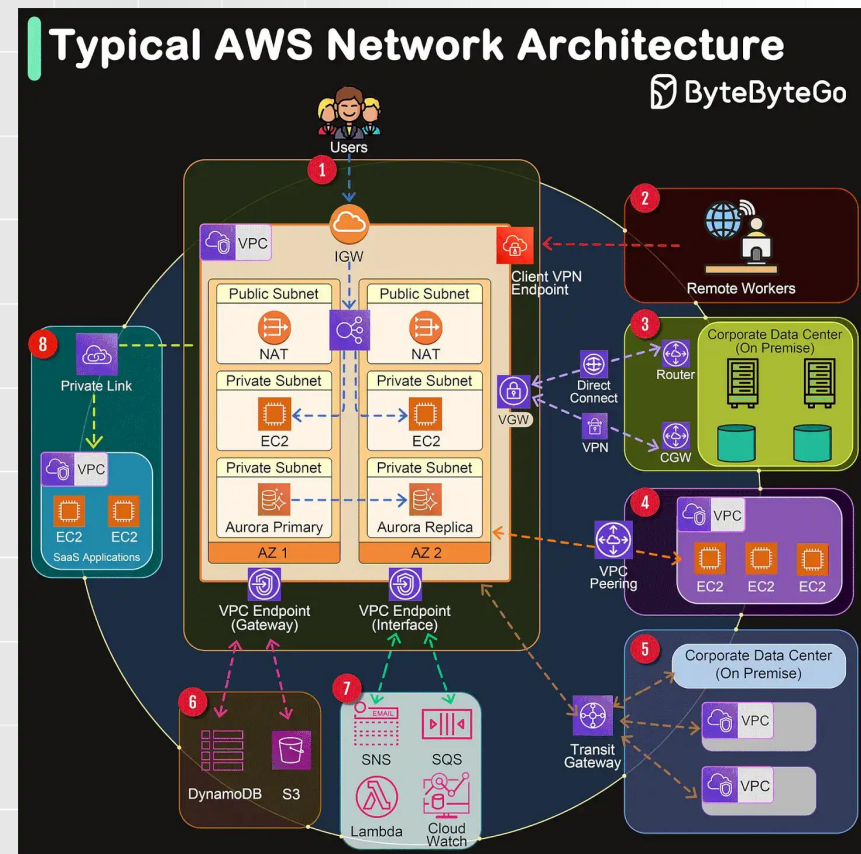 Typical AWS Network Architecture
ByteByteGo
Users
1
VPC
IGW
Client VPN
Endpoint
Public Subnet
NAT
Private Subnet
EC2
Private Subnet
Aurora Primary
AZ 1
Public Subnet
NAT
Private Subnet
EC2
Private Subnet
Aurora Replica
AZ 2
VGW
VPC Endpoint
(Gateway)
VPC Endpoint
(Interface)
2
Remote Workers
3
Corporate Data Center
(On Premise)
Router
Direct
Connect
VPN
CGW
4
VPC
VPC
Peering
EC2
EC2
EC2
5
Corporate Data Center
(On Premise)
VPC
VPC
Transit
Gateway
6
DynamoDB
S3
7
EMAIL
SNS
SQS
Lambda
Cloud
Watch
8
Private Link
VPC
EC2
EC2
SaaS Applications